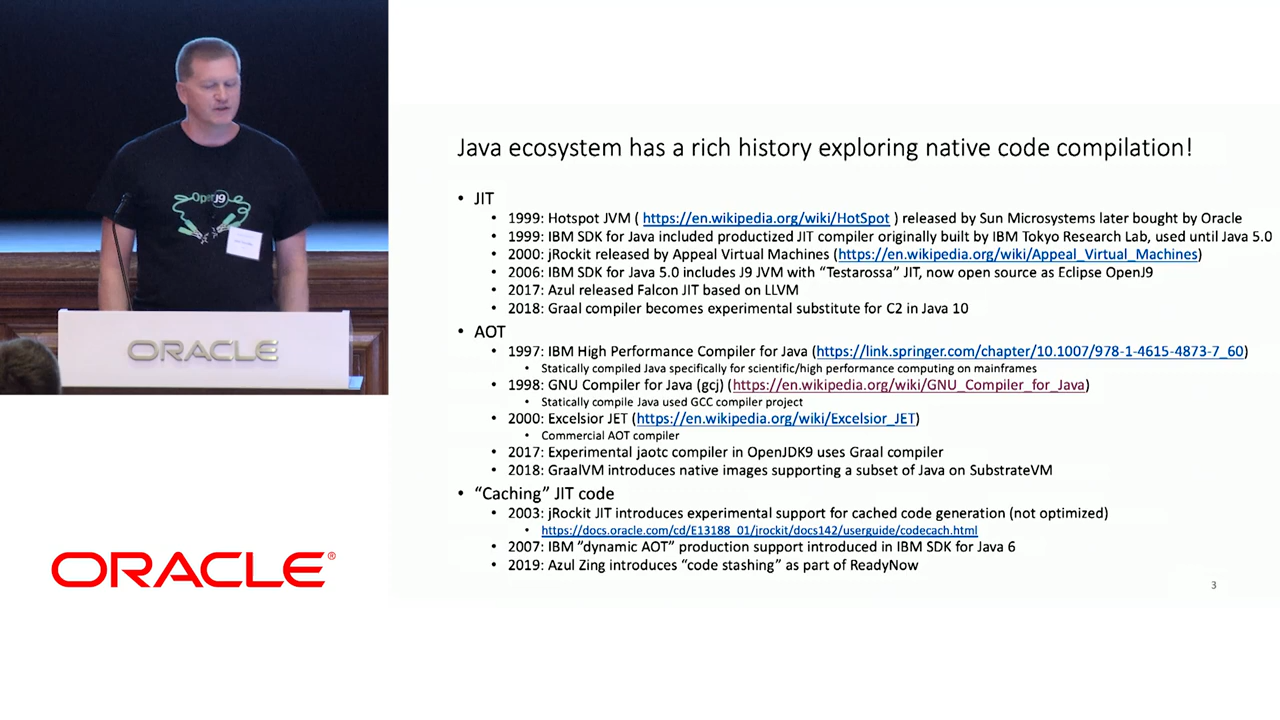 OpenJ9
ORACLE
ORACLE®
Java ecosystem has a rich history exploring native code compilation!
• JIT
• 1999: Hotspot JVM ( https://en.wikipedia.org/wiki/HotSpot ) released by Sun Microsystems later bought by Oracle
• 1999: IBM SDK for Java included productized JIT compiler originally built by IBM Tokyo Research Lab, used until Java 5.0
• 2000: jRockit released by Appeal Virtual Machines (https://en.wikipedia.org/wiki/Appeal_Virtual_Machines)
• 2006: IBM SDK for Java 5.0 includes J9 JVM with “Testarossa” JIT, now open source as Eclipse OpenJ9
• 2017: Azul released Falcon JIT based on LLVM
• 2018: Graal compiler becomes experimental substitute for C2 in Java 10
• AOT
• 1997: IBM High Performance Compiler for Java (https://link.springer.com/chapter/10.1007/978-1-4615-4873-7_60)
• Statically compiled Java specifically for scientific/high performance computing on mainframes
• 1998: GNU Compiler for Java (gcj) (https://en.wikipedia.org/wiki/GNU_Compiler_for_Java)
• Statically compile Java used GCC compiler project
• 2000: Excelsior JET (https://en.wikipedia.org/wiki/Excelsior_JET)
• Commercial AOT compiler
• 2017: Experimental jaotc compiler in OpenJDK9 uses Graal compiler
• 2018: GraalVM introduces native images supporting a subset of Java on SubstrateVM
• “Caching” JIT code
• 2003: jRockit JIT introduces experimental support for cached code generation (not optimized)
• https://docs.oracle.com/cd/E13188_01/jrockit/docs142/userguide/codecach.html
• 2007: IBM ”dynamic AOT” production support introduced in IBM SDK for Java 6
• 2019: Azul Zing introduces “code stashing” as part of ReadyNow
3